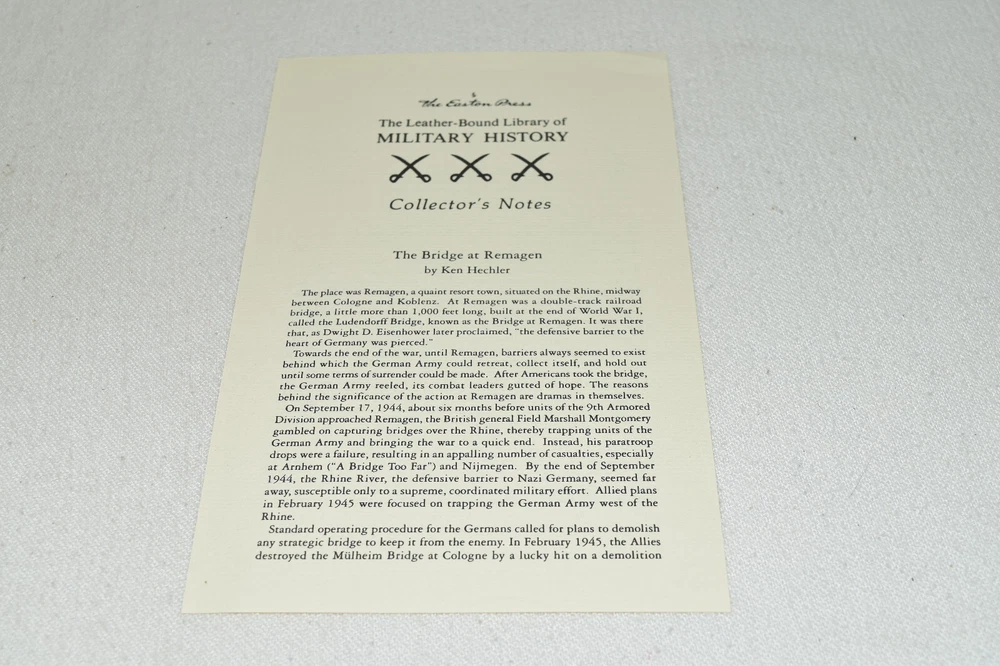 The Easton Press
The Leather-Bound Library of
MILITARY HISTORY
Collector's Notes
The Bridge at Remagen
by Ken Hechler
The place was Remagen, a quaint resort town, situated on the Rhine, midway
between Cologne and Koblenz. At Remagen was a double-track railroad
bridge, a little more than 1,000 feet long, built at the end of World War I,
called the Ludendorff Bridge, known as the Bridge at Remagen. It was there
that, as Dwight D. Eisenhower later proclaimed, "the defensive barrier to the
heart of Germany was pierced."
Towards the end of the war, until Remagen, barriers always seemed to exist
behind which the German Army could retreat, collect itself, and hold out
until some terms of surrender could be made. After Americans took the bridge,
the German Army reeled, its combat leaders gutted of hope. The reasons
behind the significance of the action at Remagen are dramas in themselves.
On September 17, 1944, about six months before units of the 9th Armored
Division approached Remagen, the British general Field Marshall Montgomery
gambled on capturing bridges over the Rhine, thereby trapping units of the
German Army and bringing the war to a quick end. Instead, his paratroop
drops were a failure, resulting in an appalling number of casualties, especially
at Arnhem ("A Bridge Too Far") and Nijmegen. By the end of September
1944, the Rhine River, the defensive barrier to Nazi Germany, seemed far
away, susceptible only to a supreme, coordinated military effort. Allied plans
in February 1945 were focused on trapping the German Army west of the
Rhine.
Standard operating procedure for the Germans called for plans to demolish
any strategic bridge to keep it from the enemy. In February 1945, the Allies
destroyed the Mülheim Bridge at Cologne by a lucky hit on a demolition